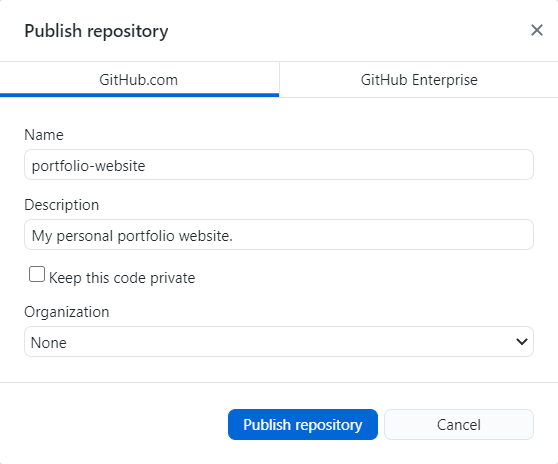 Publish repository
GitHub.com GitHub Enterprise
Name
portfolio-website
Description
My personal portfolio website.
Keep this code private
Organization
None
Publish repository Cancel